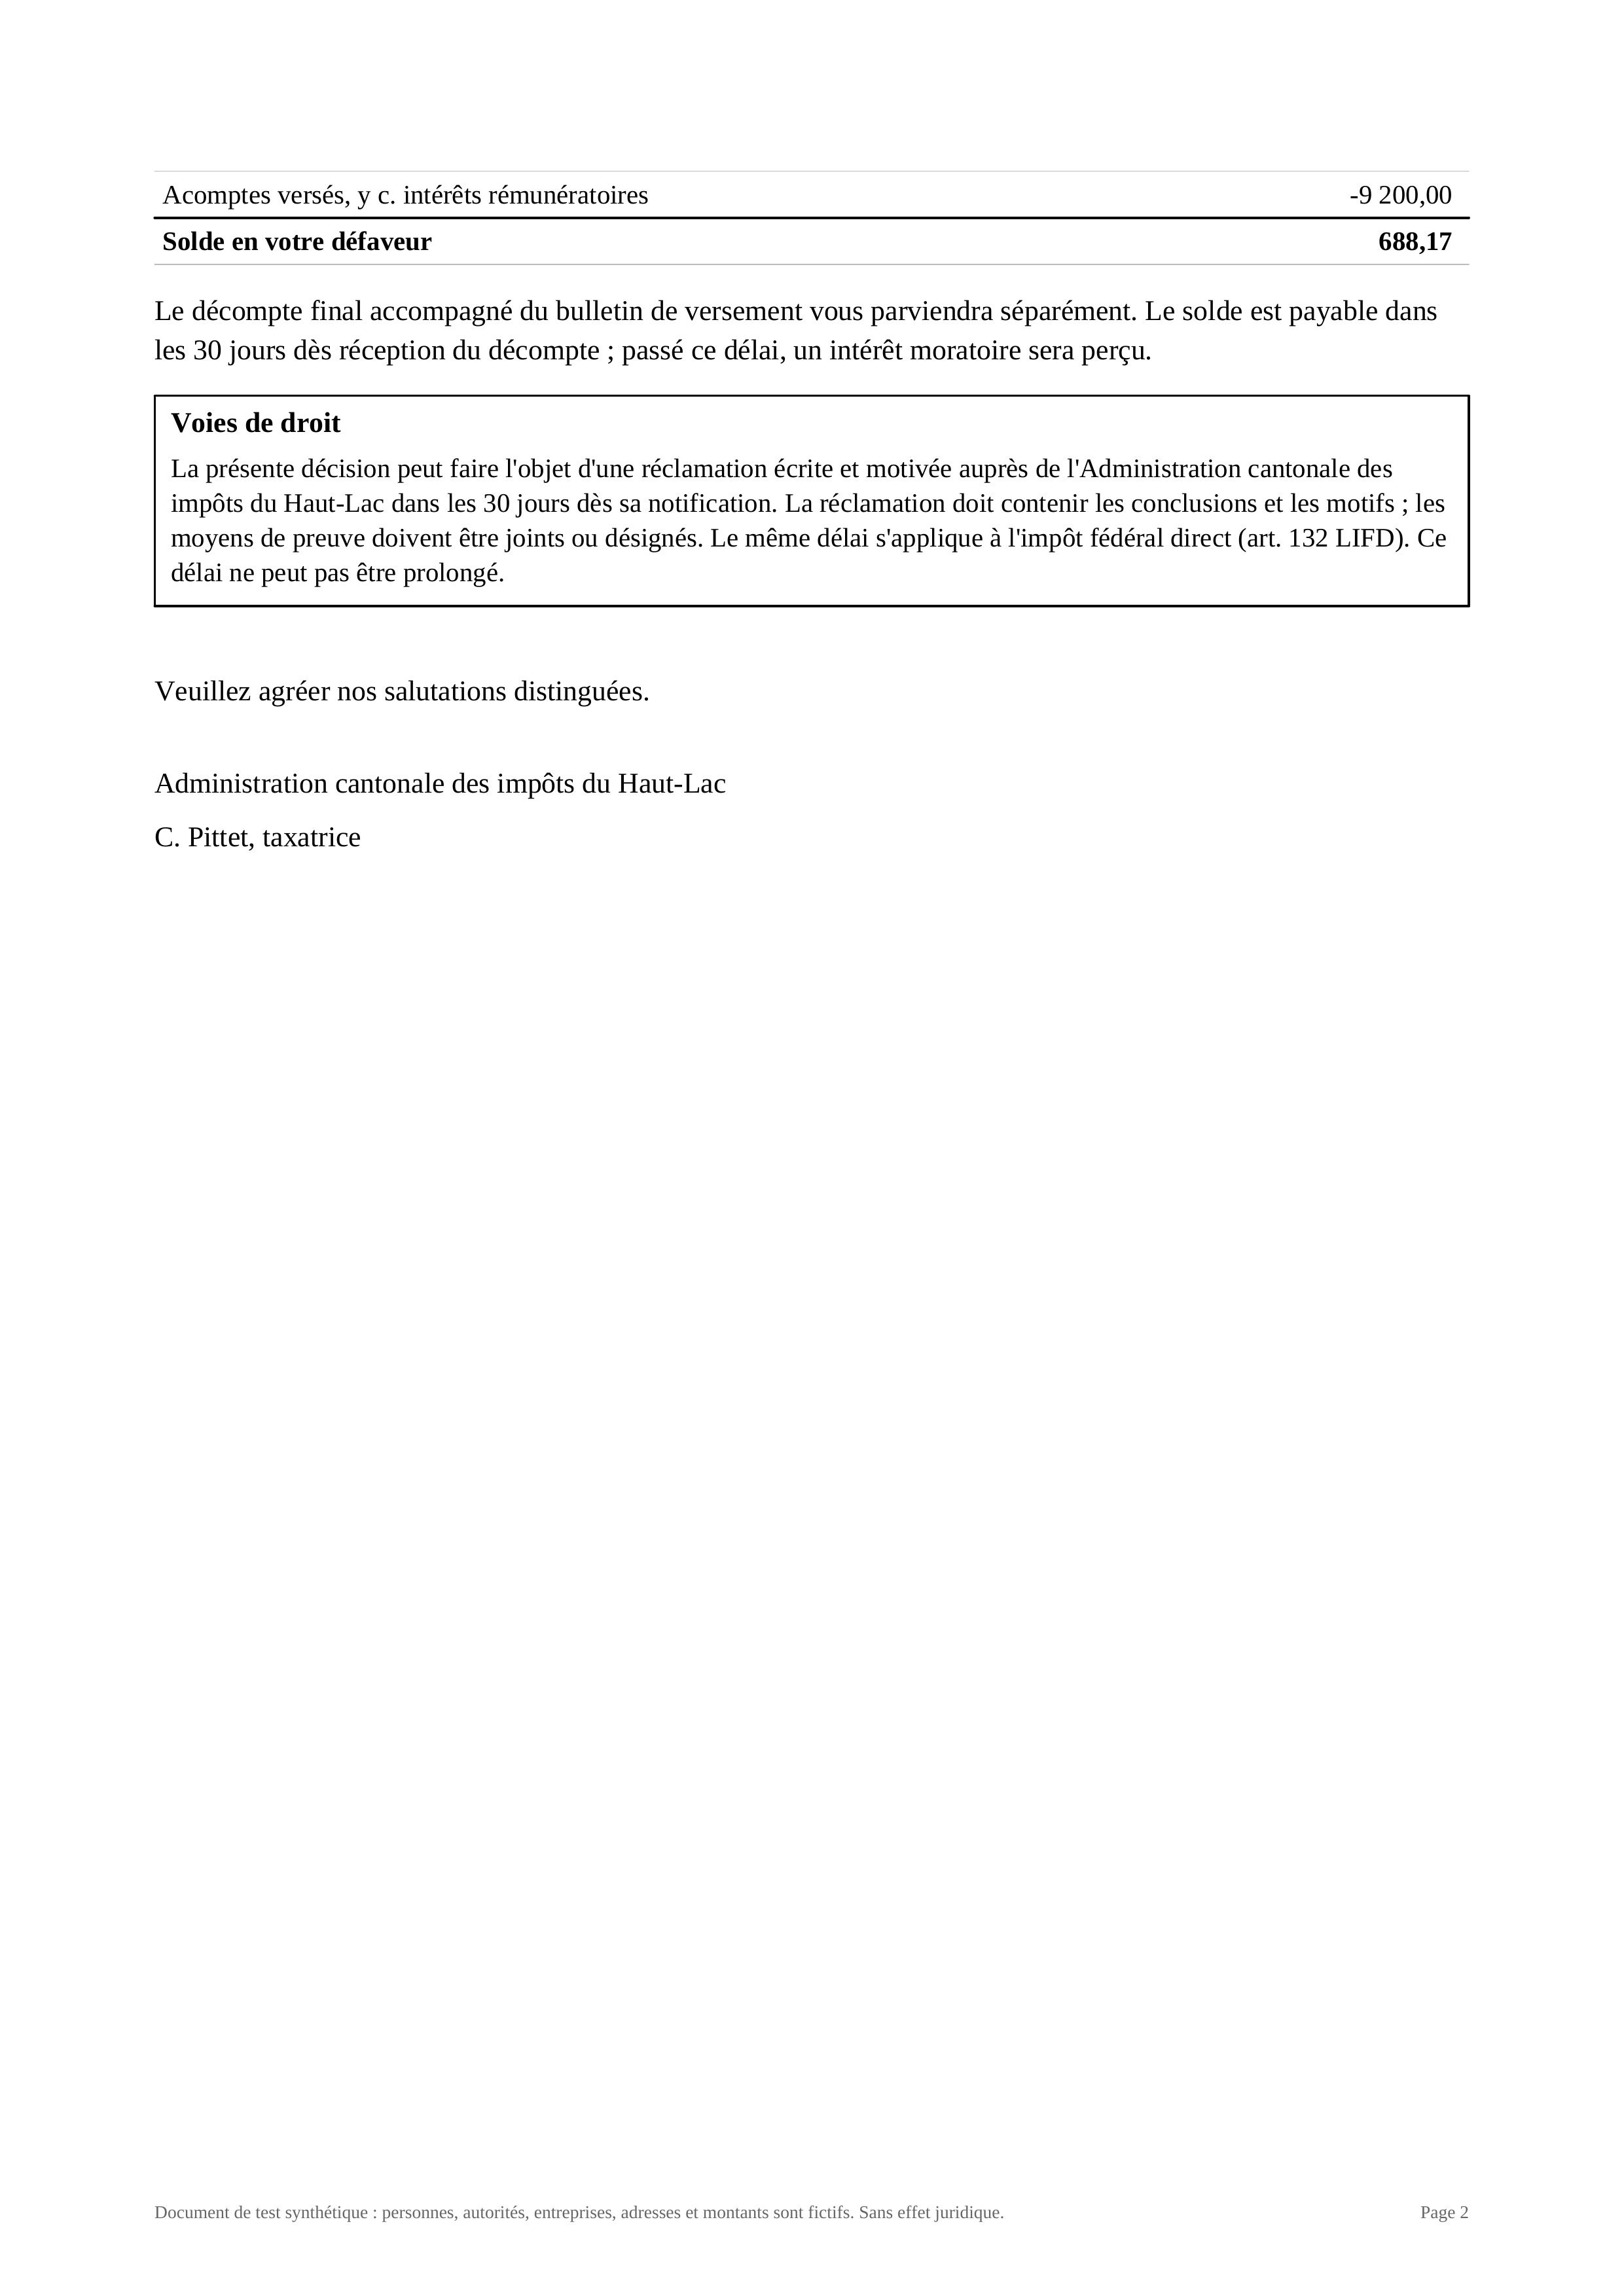 Acomptes versés, y c. intérêts rémunératoires -9 200,00
Solde en votre défaveur 688,17
Le décompte final accompagné du bulletin de versement vous parviendra séparément. Le solde est payable dans
les 30 jours dès réception du décompte ; passé ce délai, un intérêt moratoire sera perçu.
Voies de droit
La présente décision peut faire l'objet d'une réclamation écrite et motivée auprès de l'Administration cantonale des
impôts du Haut-Lac dans les 30 jours dès sa notification. La réclamation doit contenir les conclusions et les motifs ; les
moyens de preuve doivent être joints ou désignés. Le même délai s'applique à l'impôt fédéral direct (art. 132 LIFD). Ce
délai ne peut pas être prolongé.
Veuillez agréer nos salutations distinguées.
Administration cantonale des impôts du Haut-Lac
C. Pittet, taxatrice
Document de test synthétique : personnes, autorités, entreprises, adresses et montants sont fictifs. Sans effet juridique. Page 2